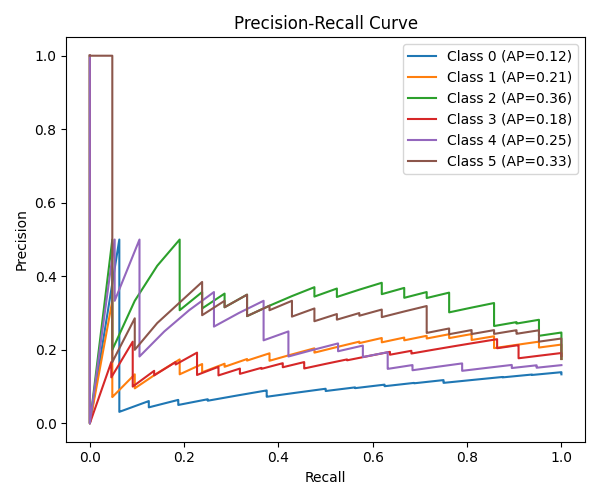 Precision-Recall Curve
Class 0 (AP=0.12)
Class 1 (AP=0.21)
Class 2 (AP=0.36)
Class 3 (AP=0.18)
Class 4 (AP=0.25)
Class 5 (AP=0.33)
Precision
1.0
0.8
0.6
0.4
0.2
0.0
0.0 0.2 0.4 0.6 0.8 1.0
Recall